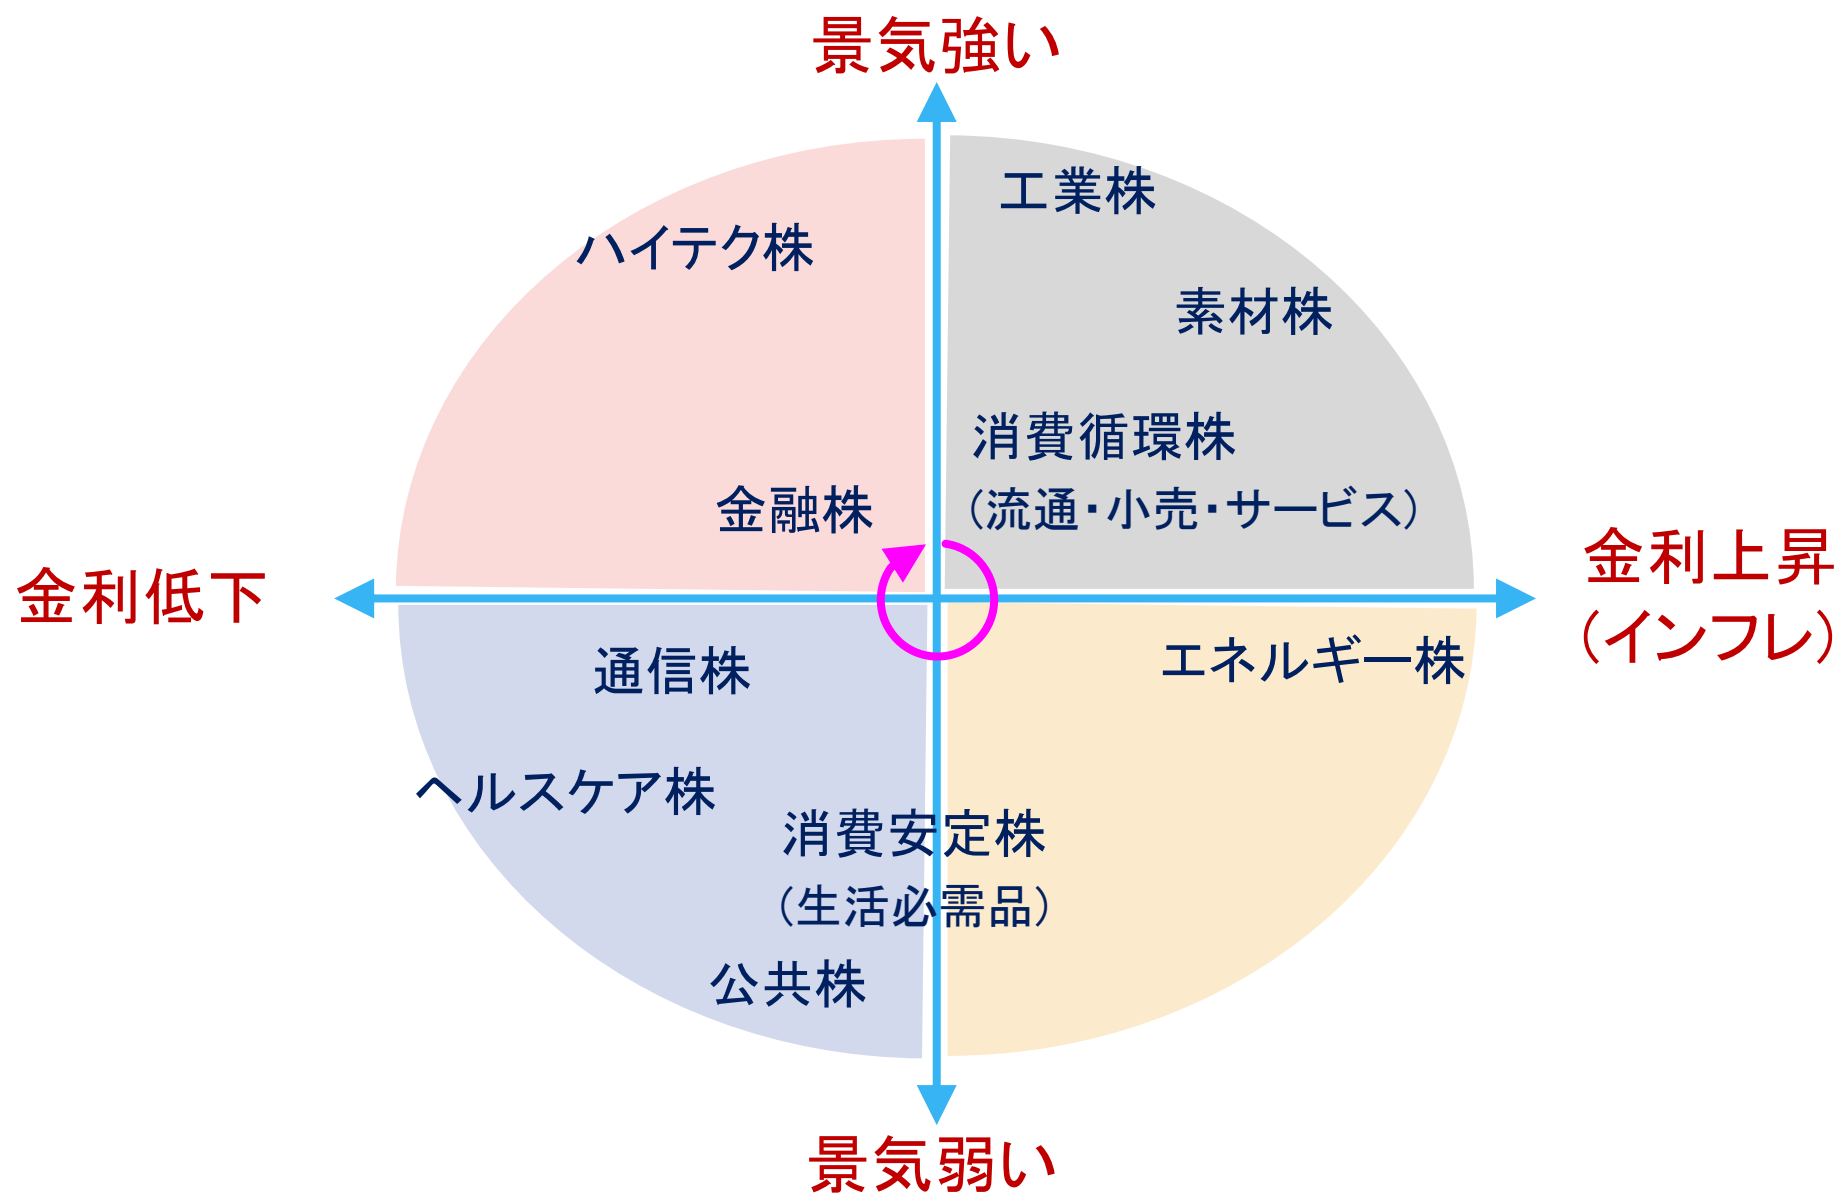 景気強い
工業株
ハイテク株
素材株
消費循環株
（流通・小売・サービス）
金融株
金利上昇
（インフレ）
金利低下
エネルギー株
通信株
ヘルスケア株
消費安定株
（生活必需品）
公共株
景気弱い